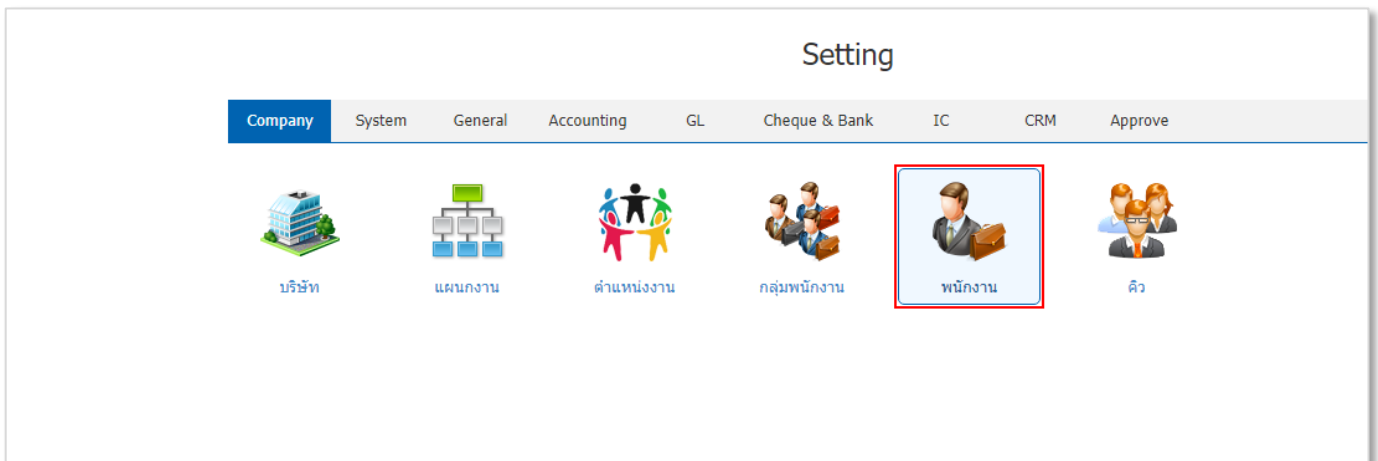 Setting
Company System General Accounting GL Cheque & Bank IC CRM Approve
บริษัท แผนกงาน ตำแหน่งงาน กลุ่มพนักงาน พนักงาน คิว